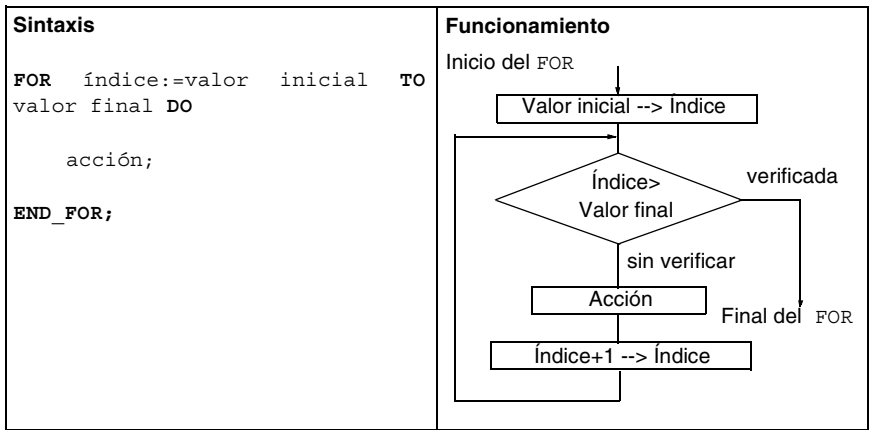 Sintaxis
FOR índice:=valor inicial TO
valor final DO
acción;
END_FOR;
Funcionamiento
Inicio del FOR
Valor inicial --> Índice
Índice>
Valor final
verificada
sin verificar
Acción
Final del FOR
Índice+1 --> Índice